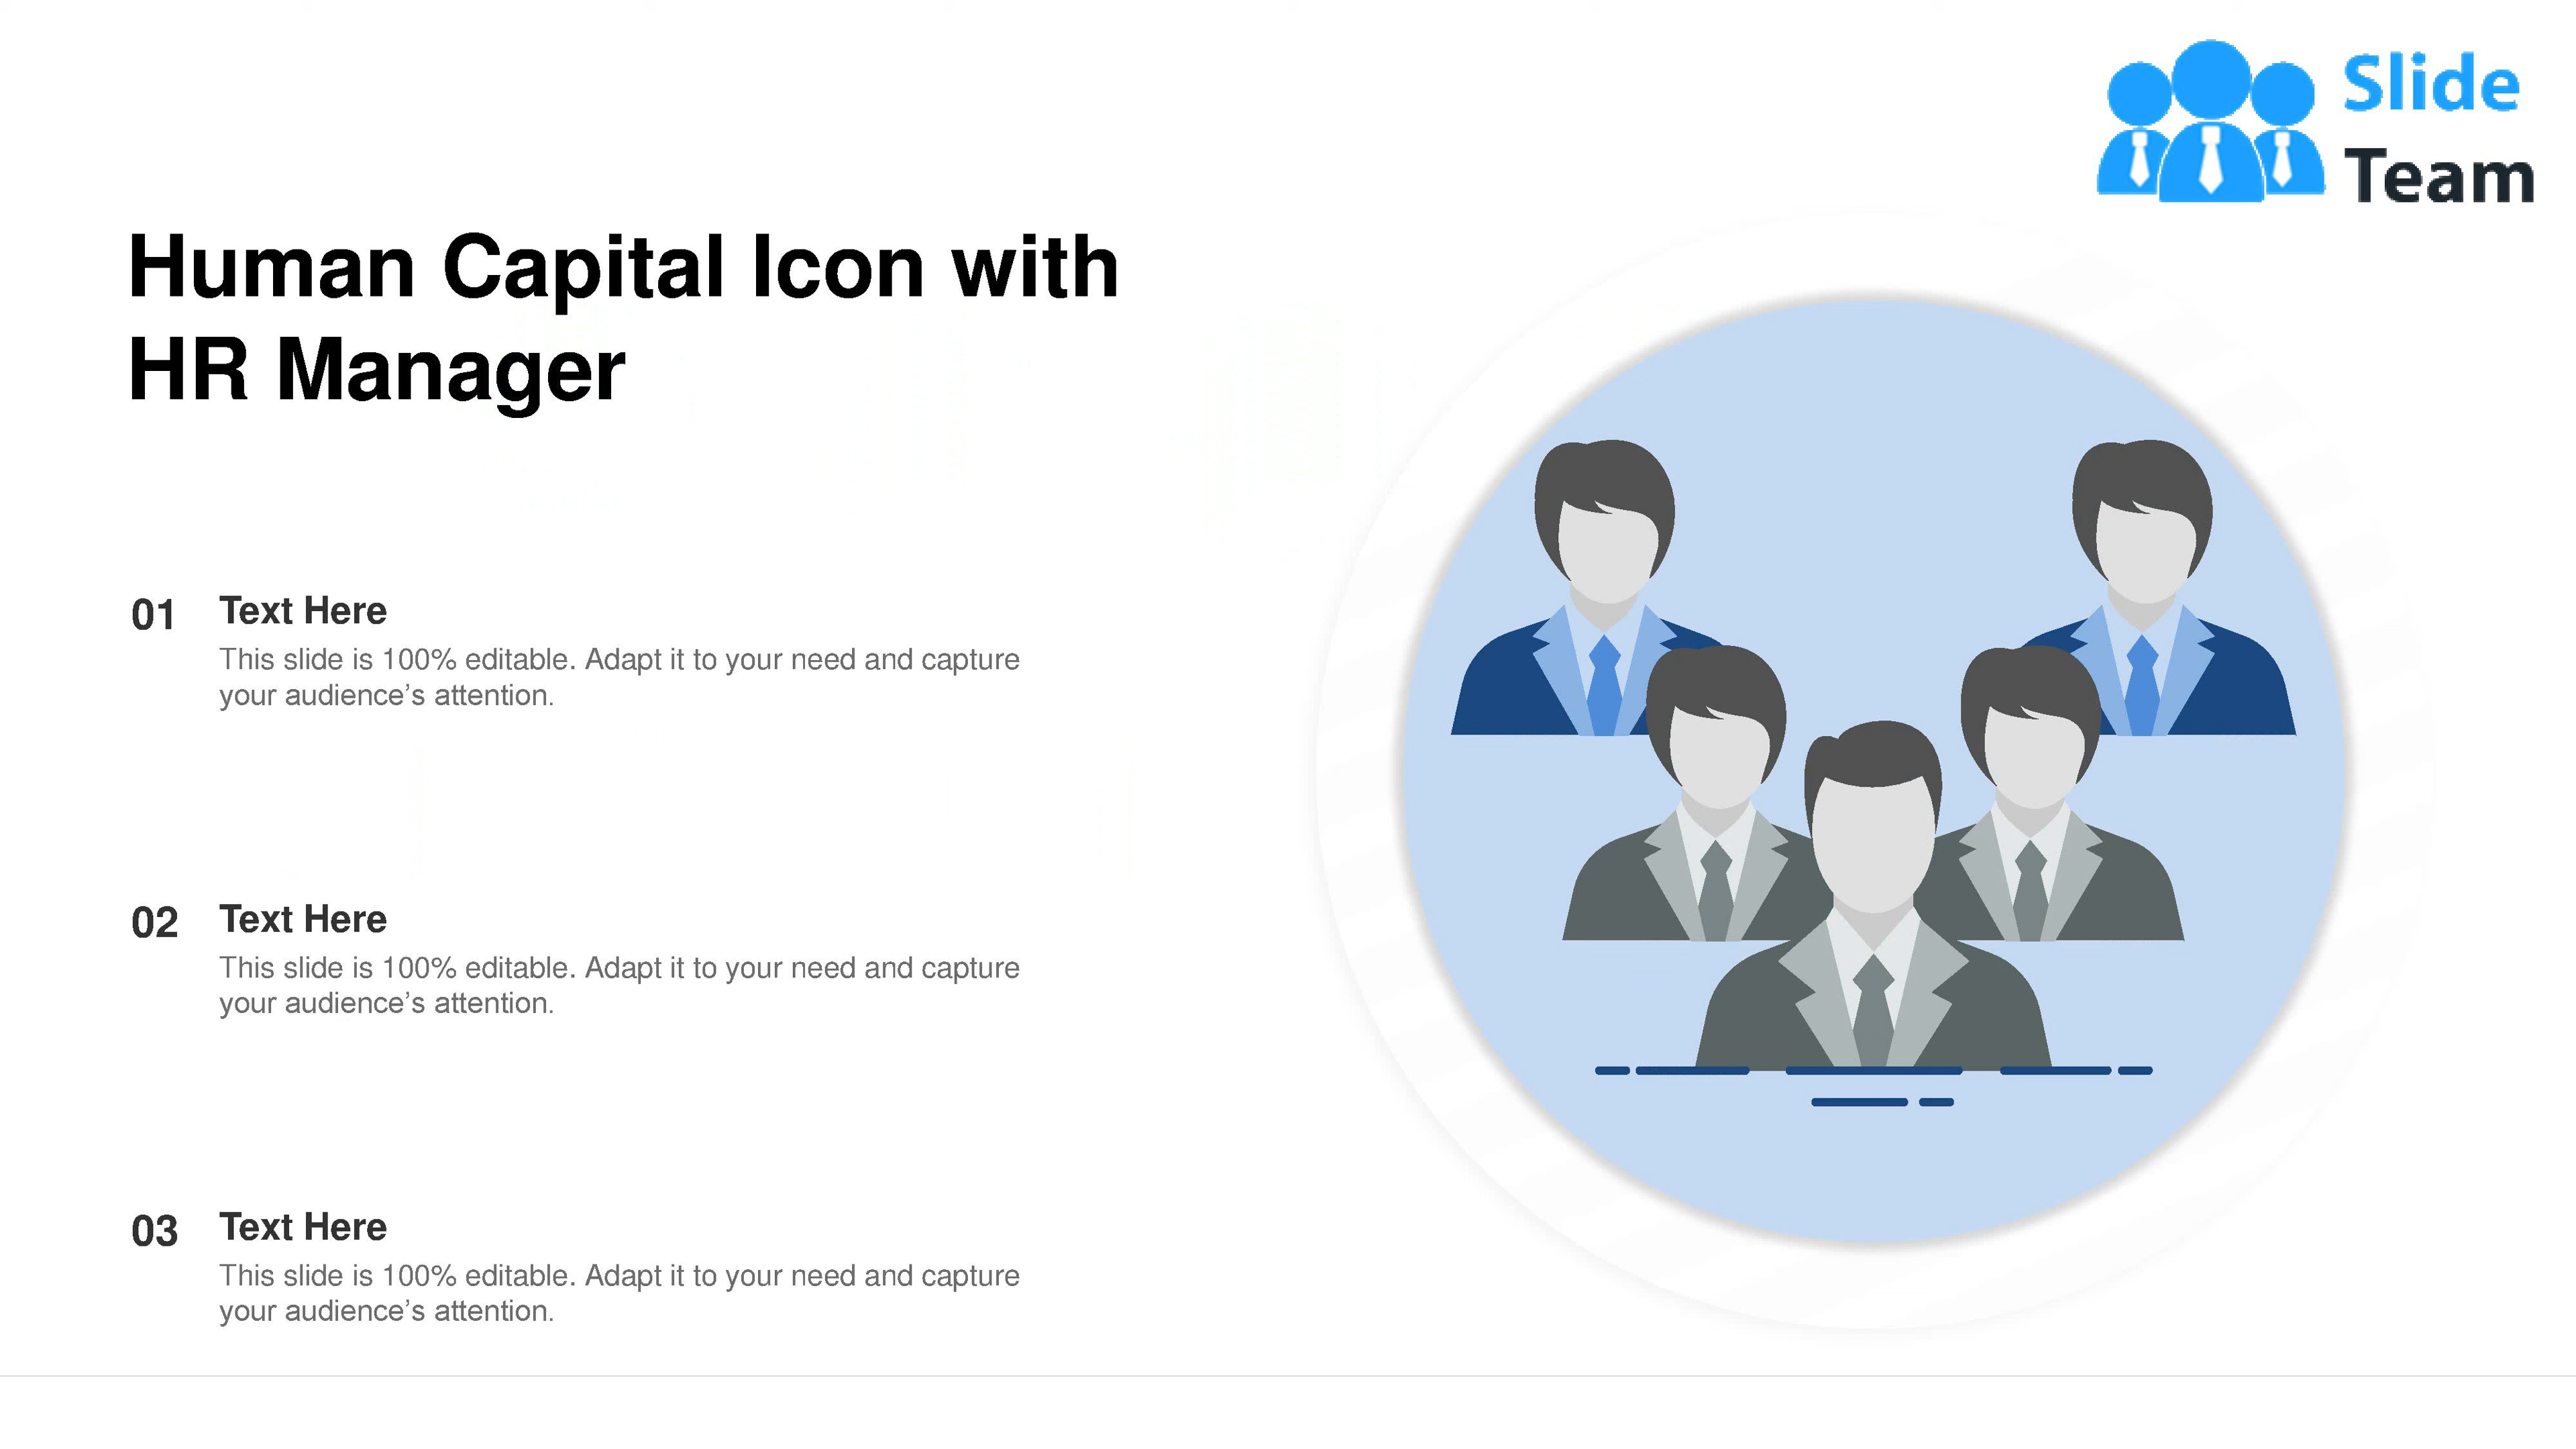 Slide
Team
Human Capital Icon with
HR Manager
01 Text Here
This slide is 100% editable. Adapt it to your need and capture
your audience’s attention.
02 Text Here
This slide is 100% editable. Adapt it to your need and capture
your audience’s attention.
03 Text Here
This slide is 100% editable. Adapt it to your need and capture
your audience’s attention.